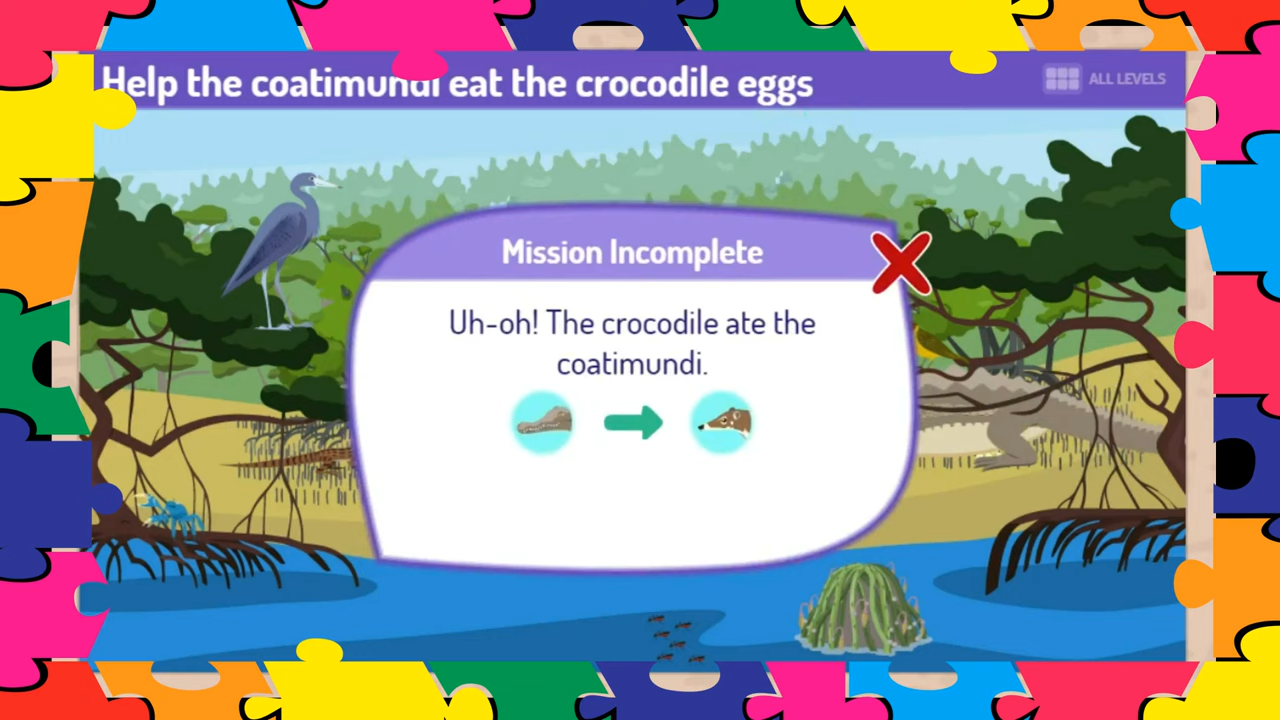 Help the coatimundi eat the crocodile eggs
ALL LEVELS
Mission Incomplete
Uh-oh! The crocodile ate the
coatimundi.